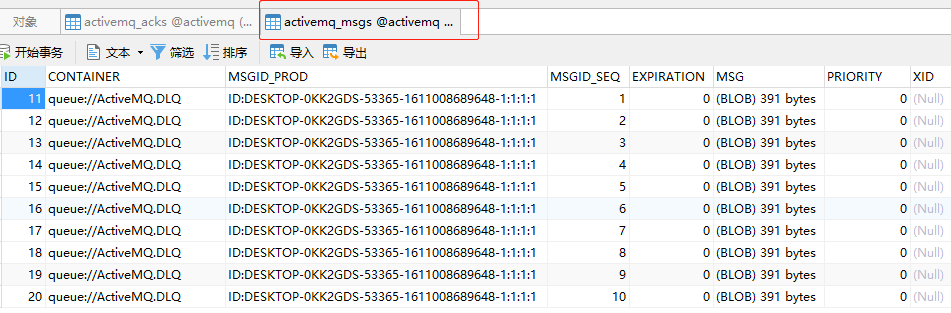 对象 activemq_acks @activemq (... activemq_msgs @activemq ...
开始事务 文本 筛选 排序 导入 导出
ID CONTAINER MSGID_PROD MSGID_SEQ EXPIRATION MSG PRIORITY XID
11 queue://ActiveMQ.DLQ ID:DESKTOP-0KK2GDS-53365-1611008689648-1:1:1:1 1 0 (BLOB) 391 bytes 0 (Null)
12 queue://ActiveMQ.DLQ ID:DESKTOP-0KK2GDS-53365-1611008689648-1:1:1:1 2 0 (BLOB) 391 bytes 0 (Null)
13 queue://ActiveMQ.DLQ ID:DESKTOP-0KK2GDS-53365-1611008689648-1:1:1:1 3 0 (BLOB) 391 bytes 0 (Null)
14 queue://ActiveMQ.DLQ ID:DESKTOP-0KK2GDS-53365-1611008689648-1:1:1:1 4 0 (BLOB) 391 bytes 0 (Null)
15 queue://ActiveMQ.DLQ ID:DESKTOP-0KK2GDS-53365-1611008689648-1:1:1:1 5 0 (BLOB) 391 bytes 0 (Null)
16 queue://ActiveMQ.DLQ ID:DESKTOP-0KK2GDS-53365-1611008689648-1:1:1:1 6 0 (BLOB) 391 bytes 0 (Null)
17 queue://ActiveMQ.DLQ ID:DESKTOP-0KK2GDS-53365-1611008689648-1:1:1:1 7 0 (BLOB) 391 bytes 0 (Null)
18 queue://ActiveMQ.DLQ ID:DESKTOP-0KK2GDS-53365-1611008689648-1:1:1:1 8 0 (BLOB) 391 bytes 0 (Null)
19 queue://ActiveMQ.DLQ ID:DESKTOP-0KK2GDS-53365-1611008689648-1:1:1:1 9 0 (BLOB) 391 bytes 0 (Null)
20 queue://ActiveMQ.DLQ ID:DESKTOP-0KK2GDS-53365-1611008689648-1:1:1:1 10 0 (BLOB) 391 bytes 0 (Null)